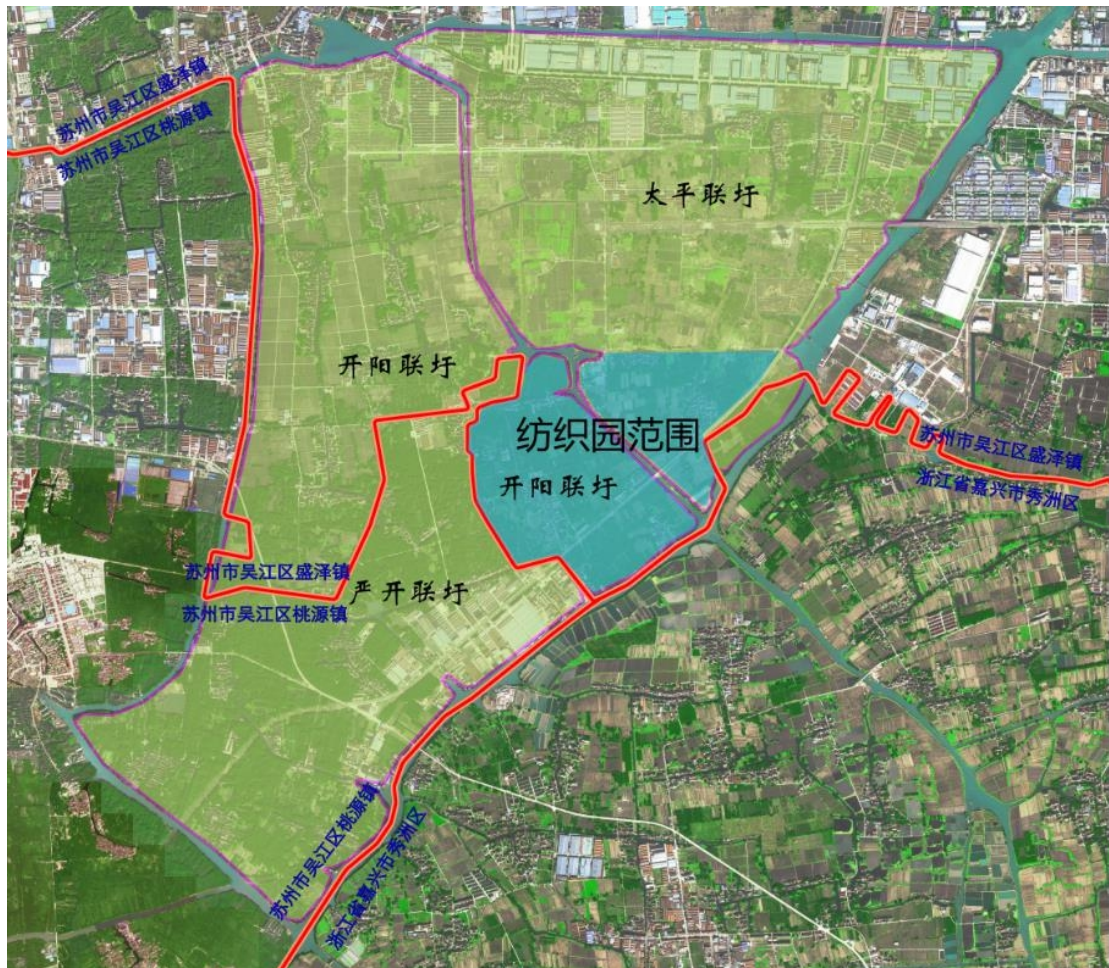 苏州市吴江区盛泽镇
苏州市吴江区桃源镇
太平联圩
开阳联圩
纺织园范围
开阳联圩
苏州市吴江区盛泽镇
浙江省嘉兴市秀洲区
苏州市吴江区盛泽镇
苏州市吴江区桃源镇
严开联圩
苏州市吴江区桃源镇
浙江省嘉兴市秀洲区